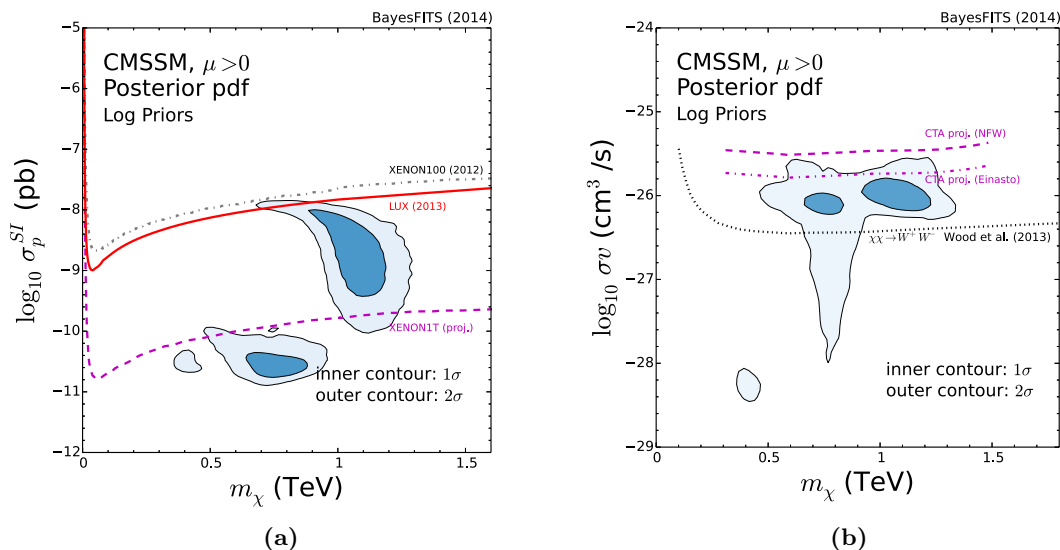 BayesFITS (2014)
CMSSM, μ > 0
Posterior pdf
Log Priors
XENON100 (2012)
LUX (2013)
XENON1T (proj.)
inner contour: 1σ
outer contour: 2σ
−5
−6
−7
−8
−9
−10
−11
−12
0
0.5
1
1.5
log₁₀ σₚ^SI (pb)
m_χ (TeV)
(a)
BayesFITS (2014)
CMSSM, μ > 0
Posterior pdf
Log Priors
CTA proj. (NFW)
CTA proj. (Einasto)
χχ→W⁺W⁻ Wood et al. (2013)
inner contour: 1σ
outer contour: 2σ
−24
−25
−26
−27
−28
−29
0
0.5
1
1.5
log₁₀ σv (cm³/s)
m_χ (TeV)
(b)